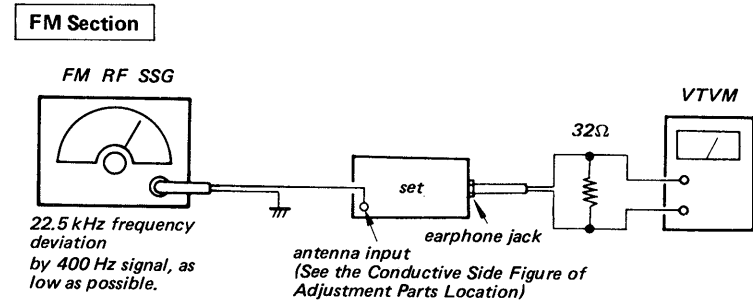 FM Section
FM RF SSG
VTVM
32Ω
set
22.5 kHz frequency
deviation
by 400 Hz signal, as
low as possible.
earphone jack
antenna input
(See the Conductive Side Figure of
Adjustment Parts Location)